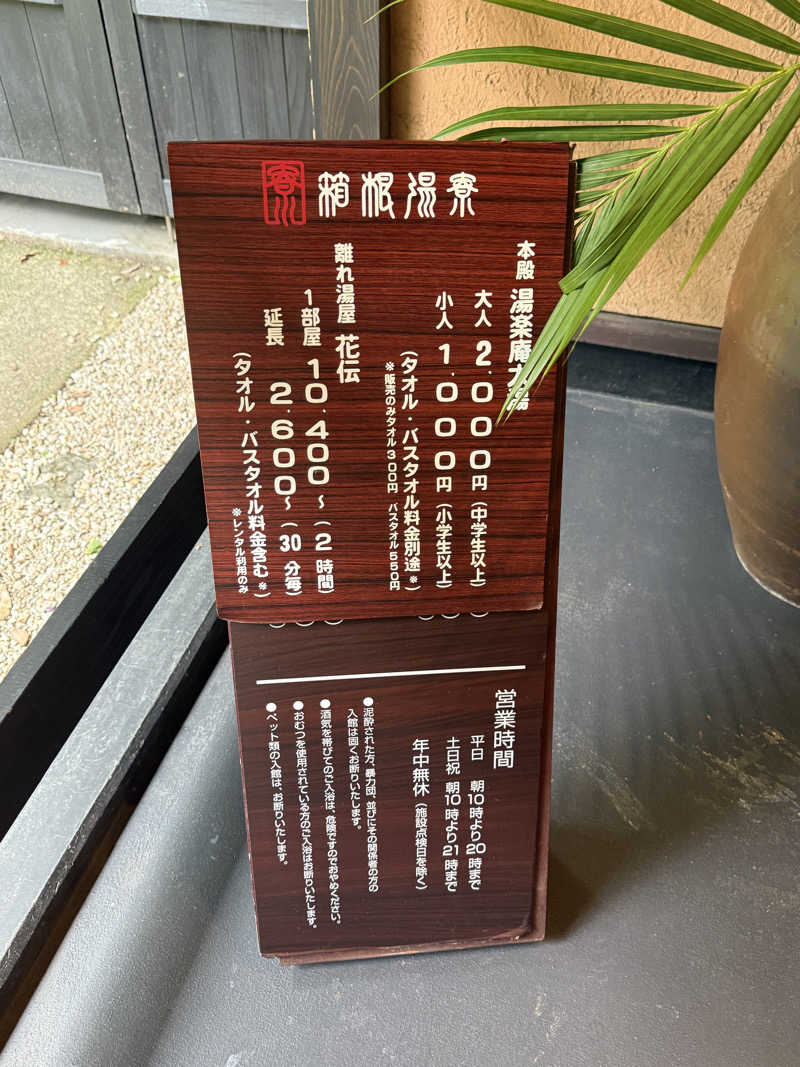 箱根湯寮
本殿 湯楽庵大
大人 2,000円(中学生以上)
小人 1,000円(小学生以上)
(タオル・バスタオル料金別途※)
※販売のみタオル300円 バスタオル550円
離れ湯屋 花伝
1部屋 10,400~(2時間)
延長 2,600~(30分毎)
(タオル・バスタオル料金含む※)
※レンタル利用のみ
営業時間
平日 朝10時より20時まで
土日祝 朝10時より21時まで
年中無休(施設点検日を除く)
●泥酔された方、暴力団、並びにその関係者の方の
入館は固くお断りいたします。
●酒気を帯びてのご入浴は、危険ですのでおやめください。
●おむつを使用されている方のご入浴はお断りいたします。
●ペット類の入館は、お断りいたします。